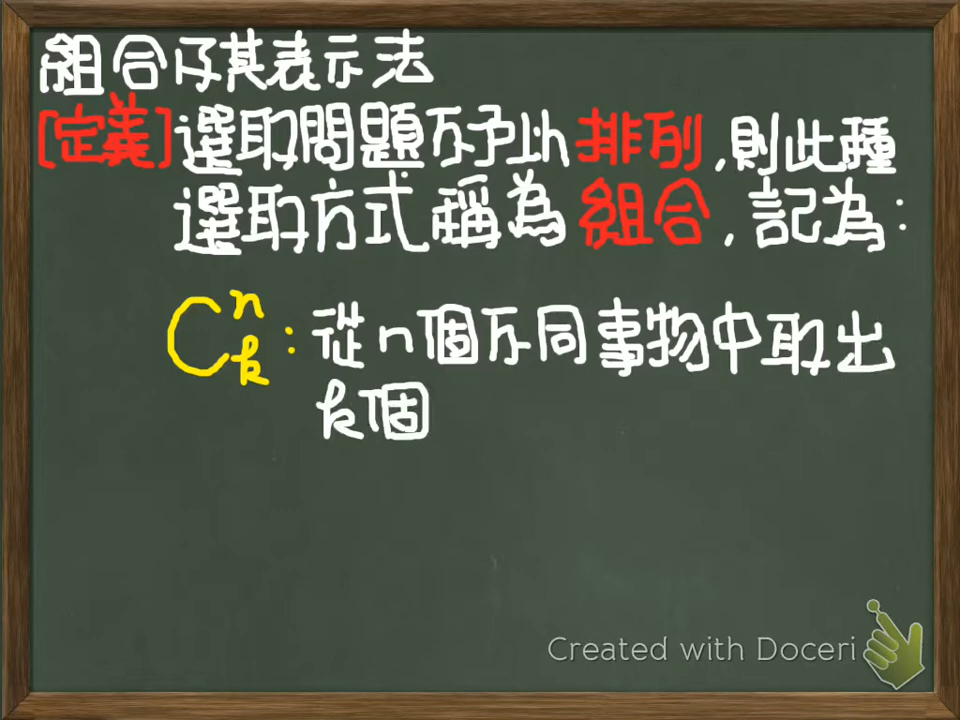 組合及其表示法
[定義]選取問題不予以排列,則此種
選取方式稱為組合,記為:
C^n_k:從n個不同事物中取出
k個
Created with Doceri